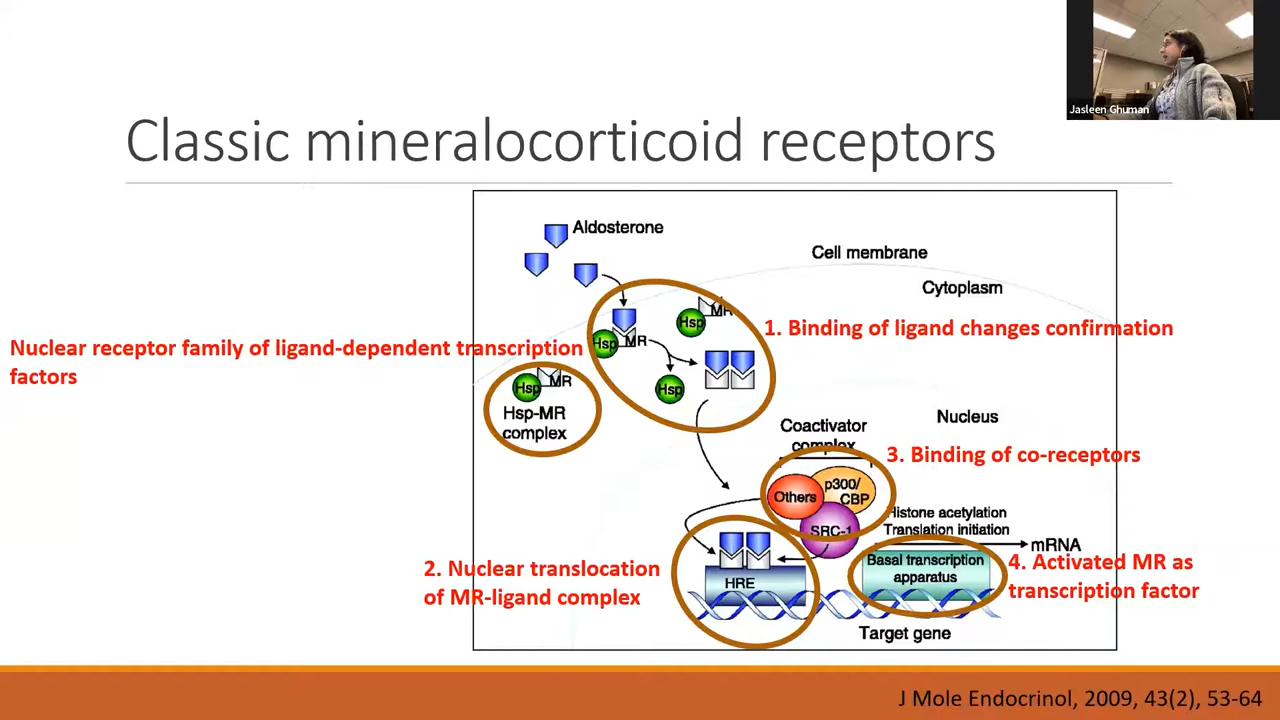 Jasleen Ghuman
Classic mineralocorticoid receptors
Aldosterone
Cell membrane
Cytoplasm
MR
Hsp
1. Binding of ligand changes confirmation
Hsp
MR
Nuclear receptor family of ligand-dependent transcription
factors
Hsp
MR
Hsp
Hsp-MR
complex
Nucleus
Coactivator
complex
3. Binding of co-receptors
p300/
CBP
Others
SRC-1
Histone acetylation
Translation initiation
mRNA
2. Nuclear translocation
of MR-ligand complex
HRE
Basal transcription
apparatus
4. Activated MR as
transcription factor
Target gene
J Mole Endocrinol, 2009, 43(2), 53-64